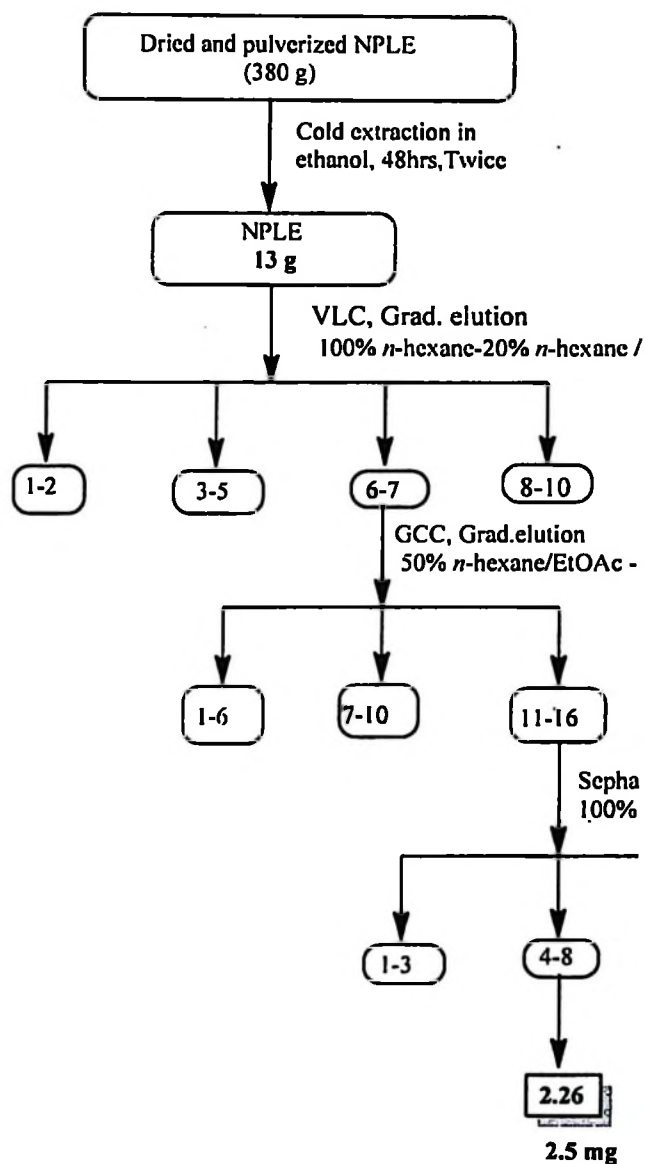 Dried and pulverized NPLE
(380 g)
Cold extraction in
ethanol, 48hrs,Twice
NPLE
13 g
VLC, Grad. elution
100% n-hexane-20% n-hexane /
1-2
3-5
6-7
8-10
GCC, Grad.elution
50% n-hexane/EtOAc -
1-6
7-10
11-16
Sepha
100%
1-3
4-8
2.26
2.5 mg